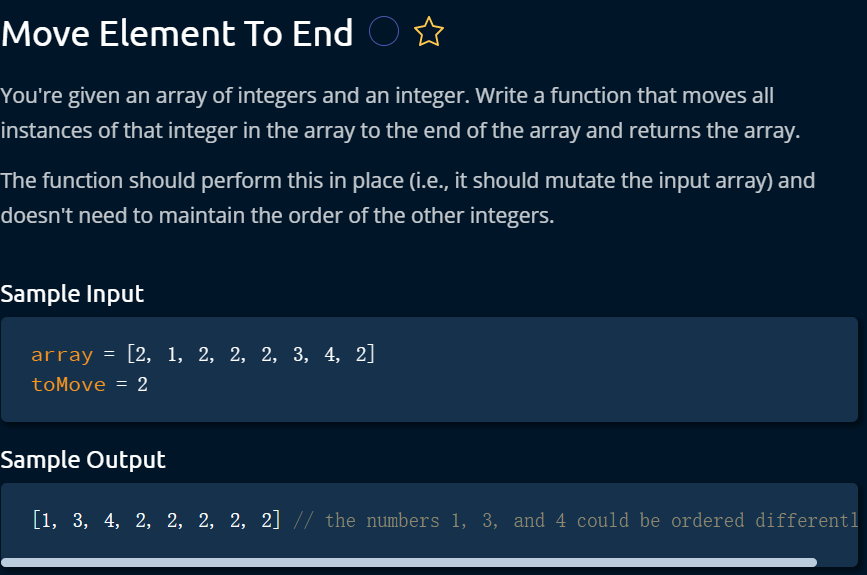 Move Element To End
You're given an array of integers and an integer. Write a function that moves all
instances of that integer in the array to the end of the array and returns the array.
The function should perform this in place (i.e., it should mutate the input array) and
doesn't need to maintain the order of the other integers.
Sample Input
array = [2, 1, 2, 2, 2, 3, 4, 2]
toMove = 2
Sample Output
[1, 3, 4, 2, 2, 2, 2, 2] // the numbers 1, 3, and 4 could be ordered differentl